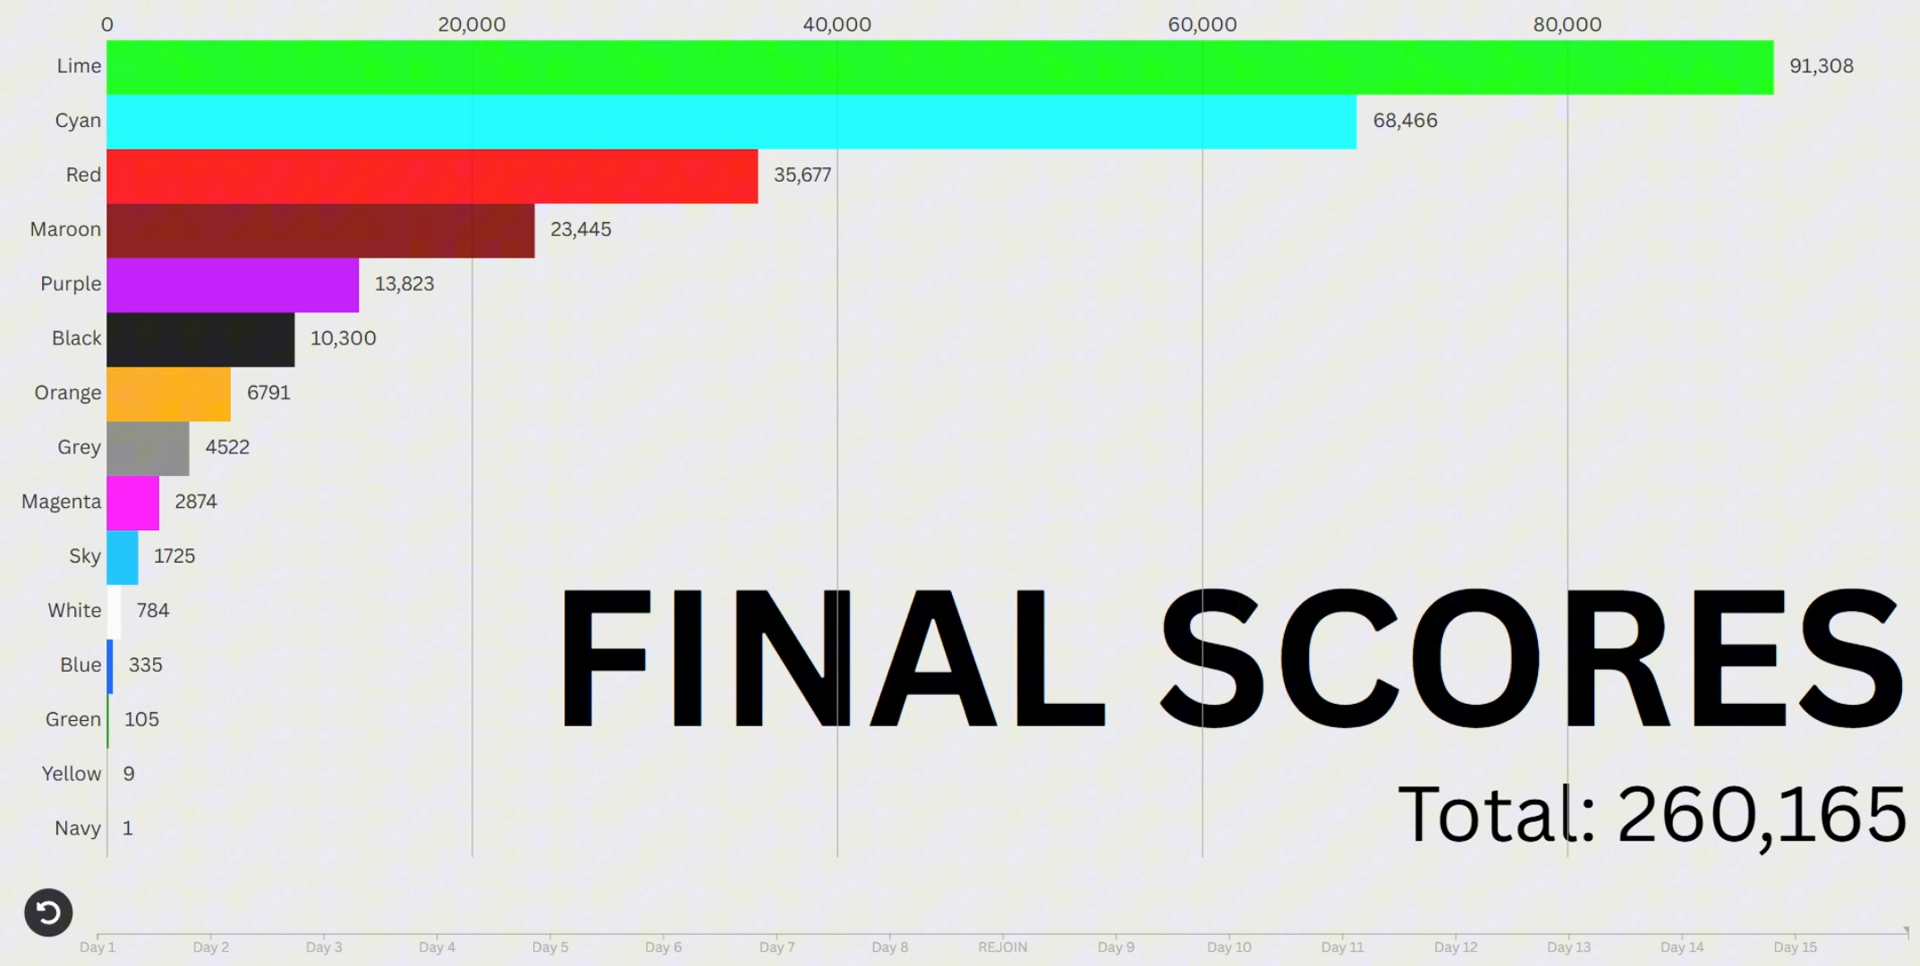 0 20,000 40,000 60,000 80,000
Lime 91,308
Cyan 68,466
Red 35,677
Maroon 23,445
Purple 13,823
Black 10,300
Orange 6791
Grey 4522
Magenta 2874
Sky 1725
White 784
Blue 335
Green 105
Yellow 9
Navy 1
FINAL SCORES
Total: 260,165
Day 1 Day 2 Day 3 Day 4 Day 5 Day 6 Day 7 Day 8 REJOIN Day 9 Day 10 Day 11 Day 12 Day 13 Day 14 Day 15